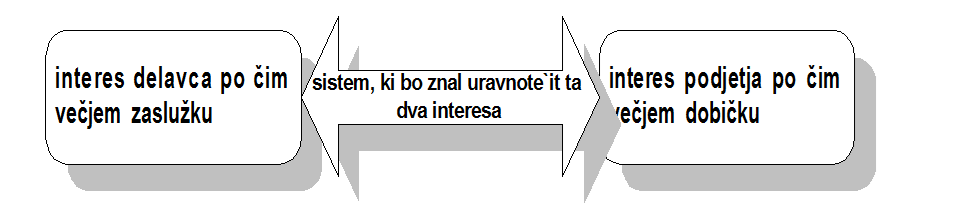 interes delavca po čim
večjem zaslužku
sistem, ki bo znal uravnote`it ta
dva interesa
interes podjetja po čim
večjem dobičku